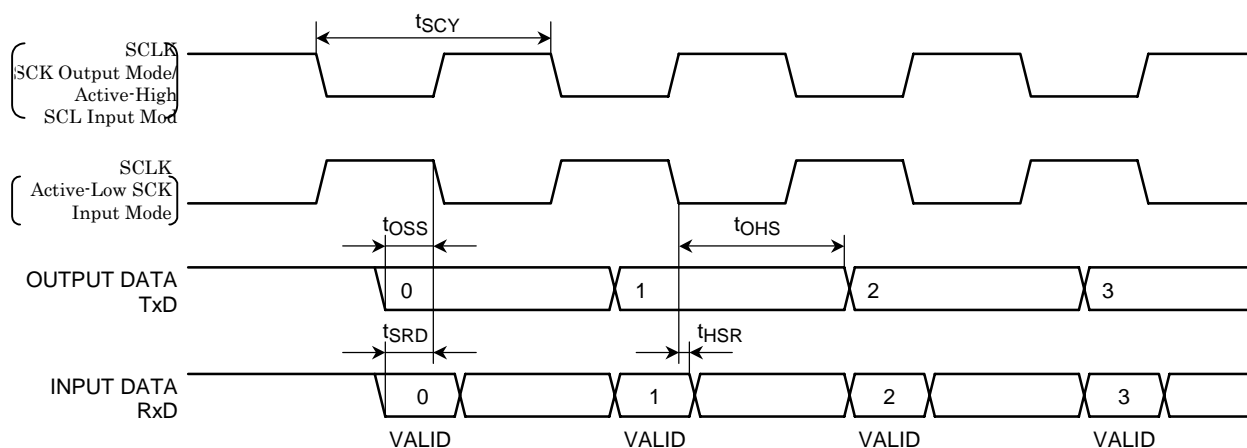 tSCY
SCLK
SCK Output Mode/
Active-High
SCL Input Mod
SCLK
Active-Low SCK
Input Mode
tOSS
tOHS
OUTPUT DATA
TxD
0
1
2
3
tSRD
tHSR
INPUT DATA
RxD
0
1
2
3
VALID
VALID
VALID
VALID